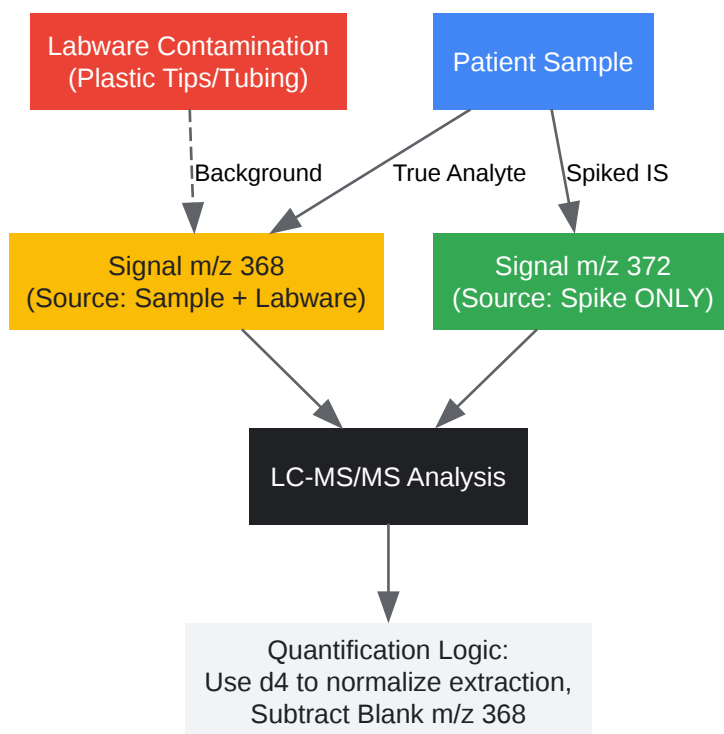 Labware Contamination
(Plastic Tips/Tubing)
Patient Sample
Background
True Analyte
Spiked IS
Signal m/z 368
(Source: Sample + Labware)
Signal m/z 372
(Source: Spike ONLY)
LC-MS/MS Analysis
Quantification Logic:
Use d4 to normalize extraction,
Subtract Blank m/z 368